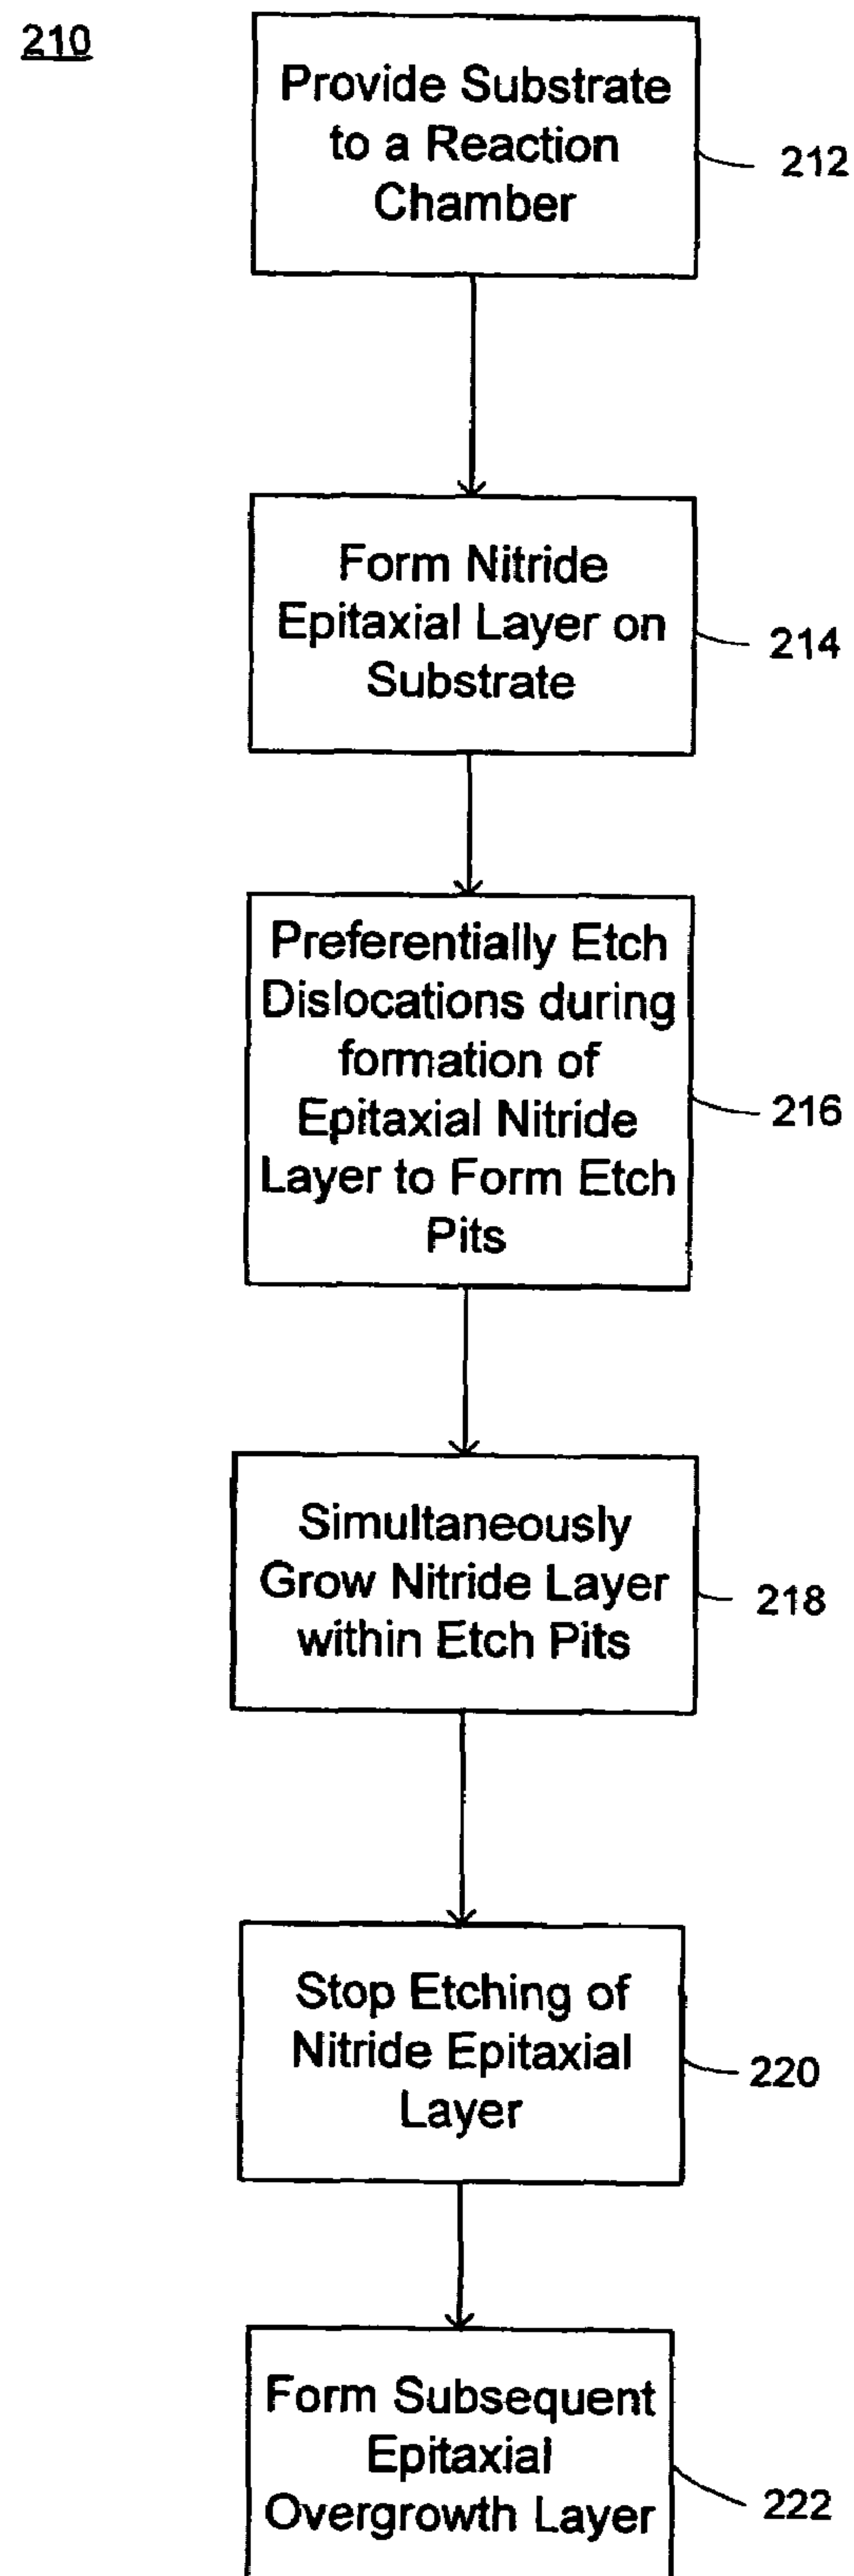 210
Provide Substrate
to a Reaction
Chamber
212
Form Nitride
Epitaxial Layer on
Substrate
214
Preferentially Etch
Dislocations during
formation of
Epitaxial Nitride
Layer to Form Etch
Pits
216
Simultaneously
Grow Nitride Layer
within Etch Pits
218
Stop Etching of
Nitride Epitaxial
Layer
220
Form Subsequent
Epitaxial
Overgrowth Layer
222